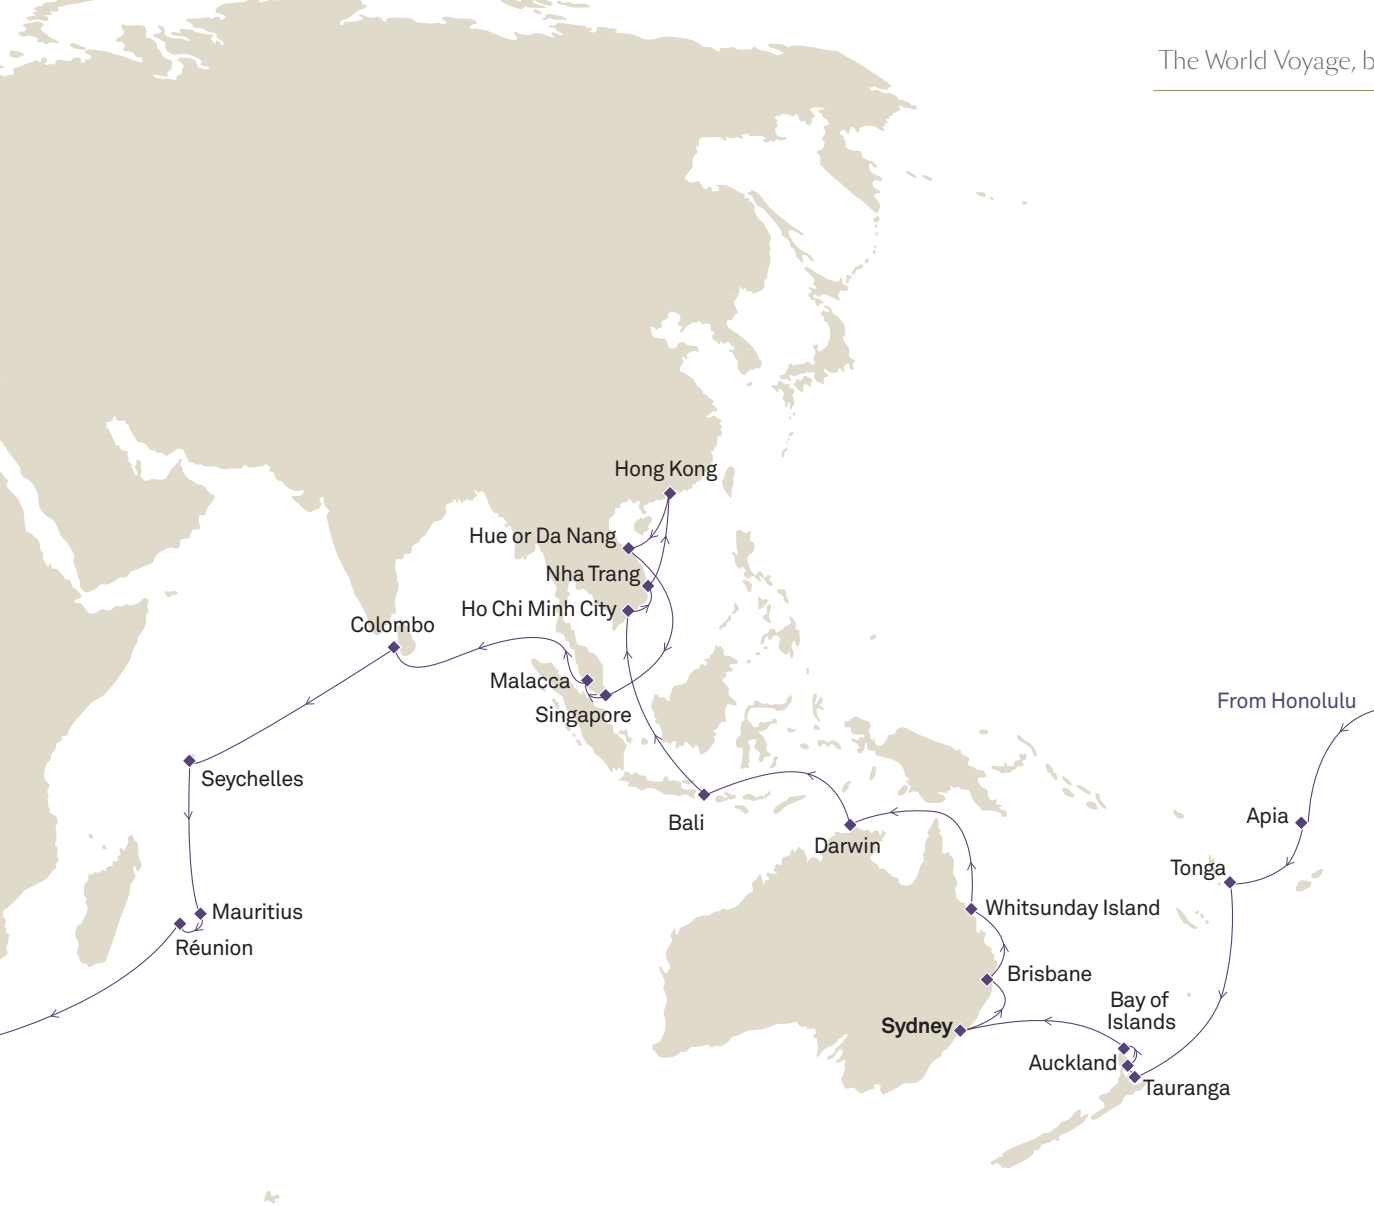 The World Voyage, b
Hong Kong
Hue or Da Nang
Nha Trang
Ho Chi Minh City
Colombo
Malacca
Singapore
From Honolulu
Seychelles
Bali
Apia
Darwin
Tonga
Mauritius
Whitsunday Island
Réunion
Brisbane
Bay of
Islands
Sydney
Auckland
Tauranga